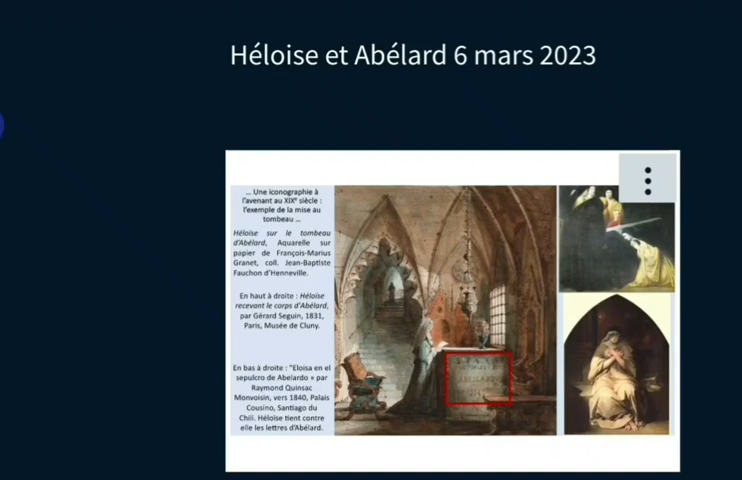 Héloise et Abélard 6 mars 2023
... Une iconographie à
l'avenant au XIXᵉ siècle :
l'exemple de la mise au
tombeau ...
Héloïse sur le tombeau
d'Abélard, Aquarelle sur
papier de François-Marius
Granet, coll. Jean-Baptiste
Fauchon d'Henneville.
En haut à droite : Héloïse
recevant le corps d'Abélard,
par Gérard Seguin, 1831,
Paris, Musée de Cluny.
En bas à droite : "Eloisa en el
sepulcro de Abelardo » par
Raymond Quinsac
Monvoisin, vers 1840, Palais
Cousino, Santiago du
Chili. Héloïse tient contre
elle les lettres d'Abélard.